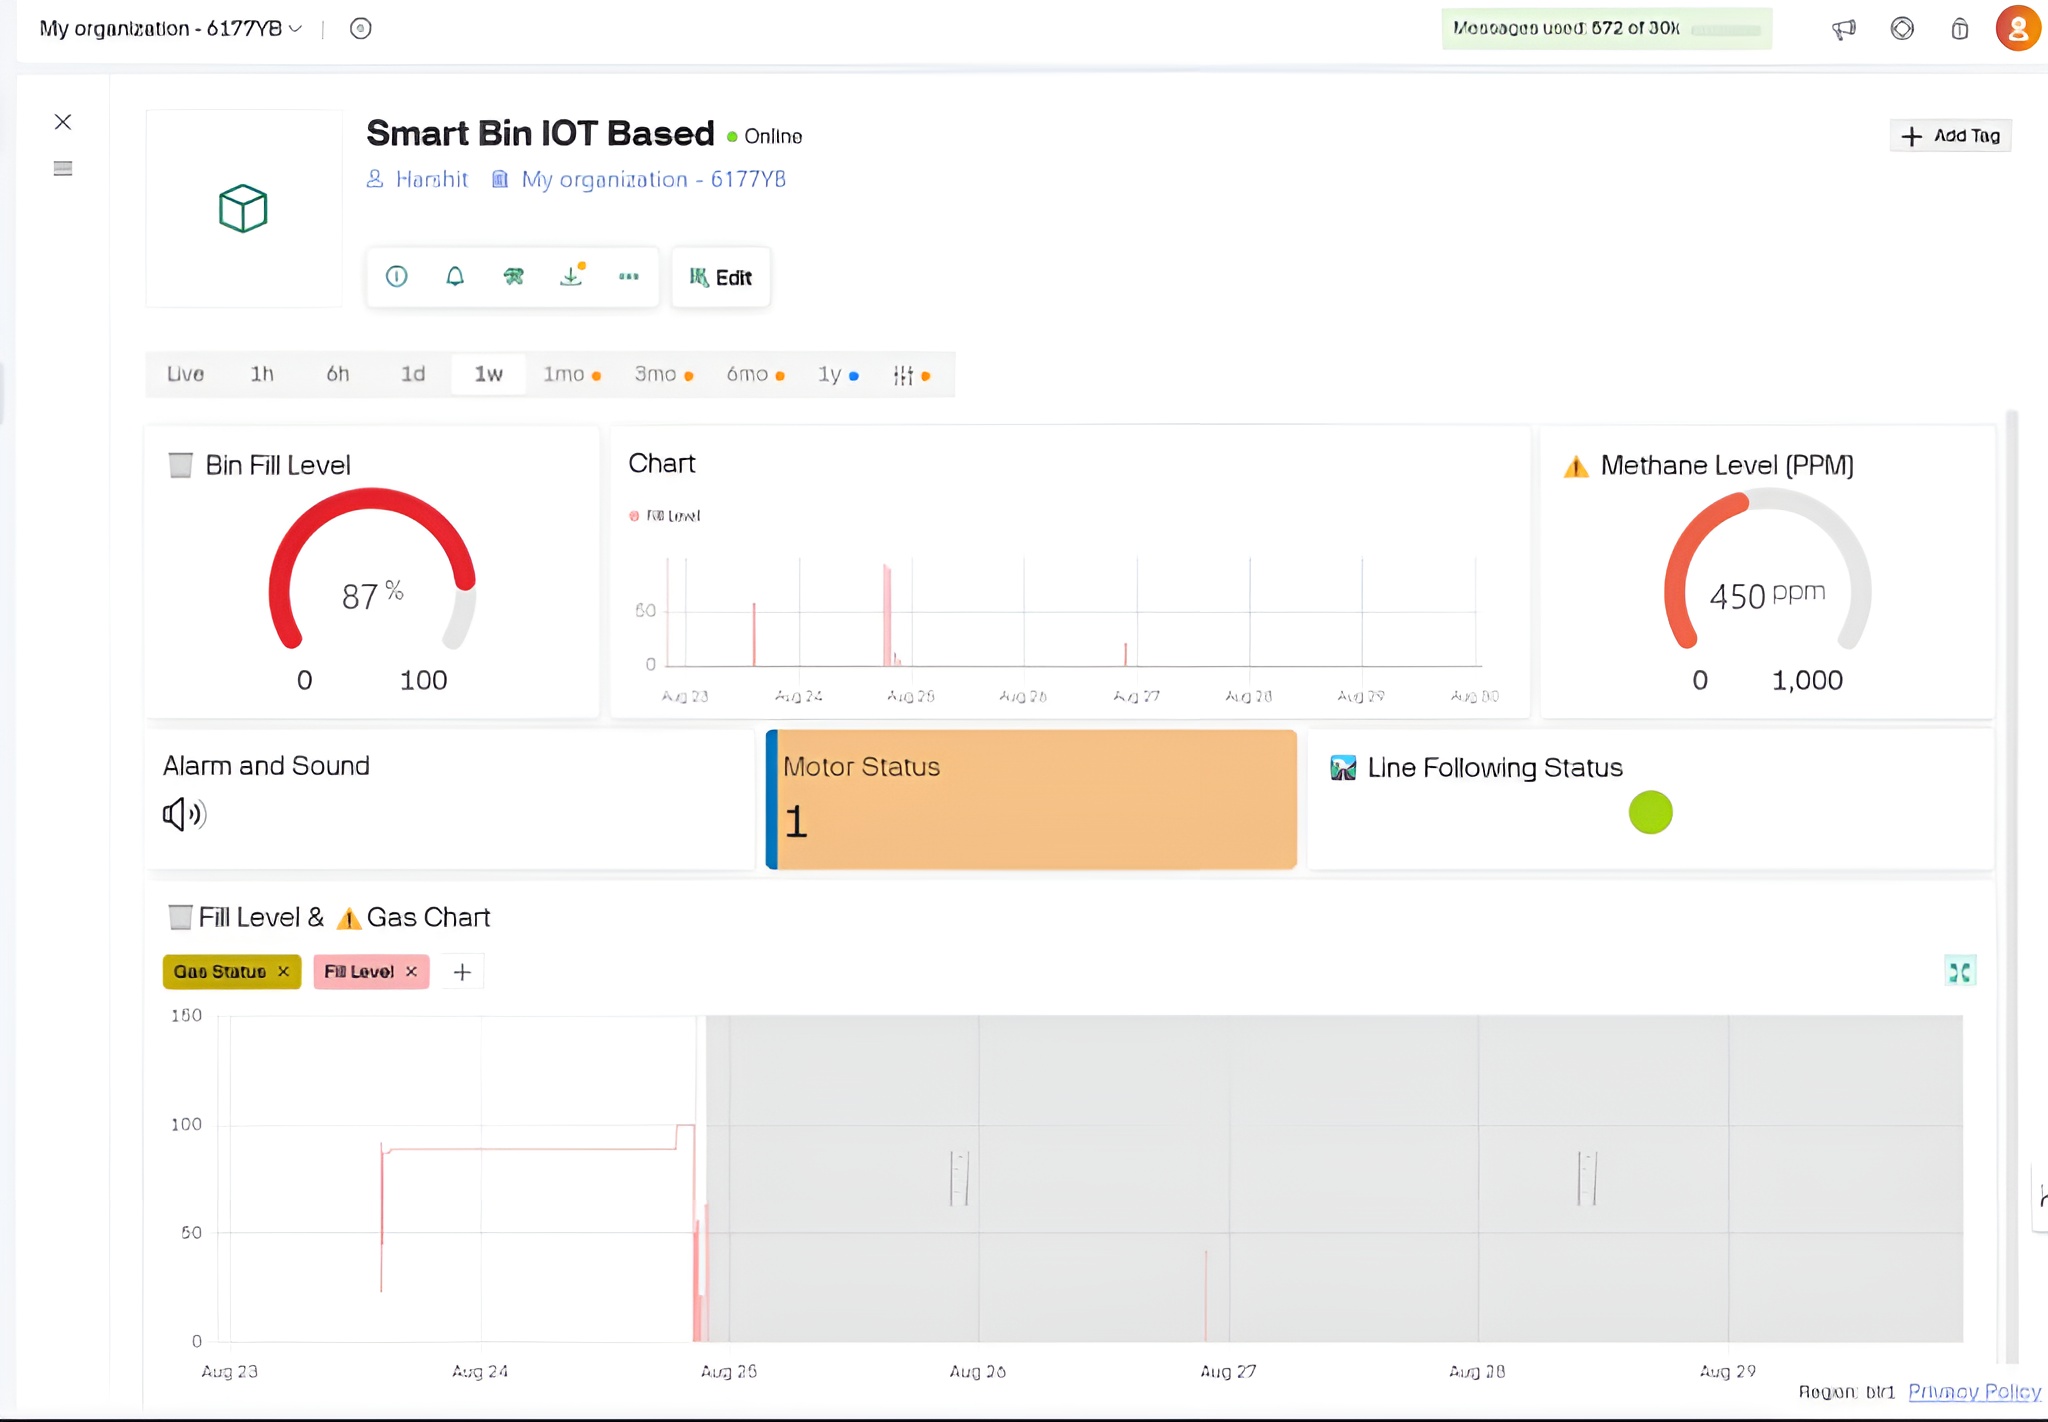 My organization - 6177YB
Messages used: 572 of 30k
Smart Bin IOT Based Online
Add Tag
Harshit My organization - 6177YB
Edit
Live 1h 6h 1d 1w 1mo 3mo 6mo 1y
Bin Fill Level
87 %
0 100
Chart
Fill Level
50
0
Aug 23 Aug 24 Aug 25 Aug 26 Aug 27 Aug 28 Aug 29 Aug 30
Methane Level (PPM)
450 ppm
0 1,000
Alarm and Sound
Motor Status
1
Line Following Status
Fill Level & Gas Chart
Gas Status × Fill Level × +
150
100
50
0
Aug 23 Aug 24 Aug 25 Aug 26 Aug 27 Aug 28 Aug 29
Region: blr1 Privacy Policy